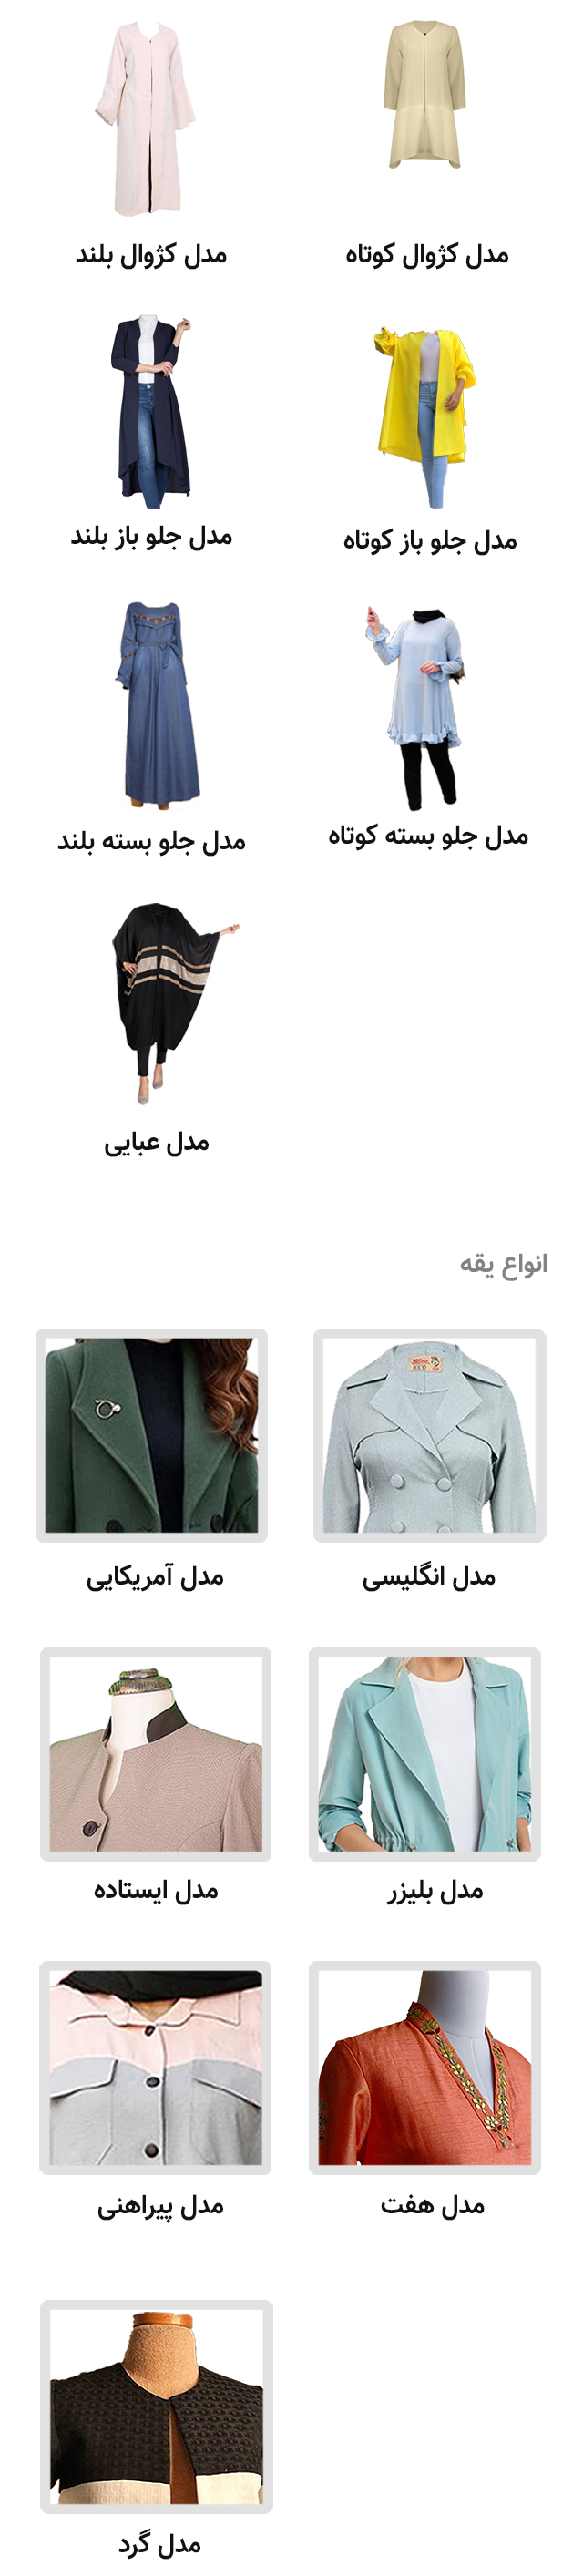 مدل کژوال کوتاه
مدل کژوال بلند
مدل جلو باز کوتاه
مدل جلو باز بلند
مدل جلو بسته کوتاه
مدل جلو بسته بلند
مدل عبایی
انواع یقه
مدل انگلیسی
مدل آمریکایی
مدل بلیزر
مدل ایستاده
مدل هفت
مدل پیراهنی
مدل گرد